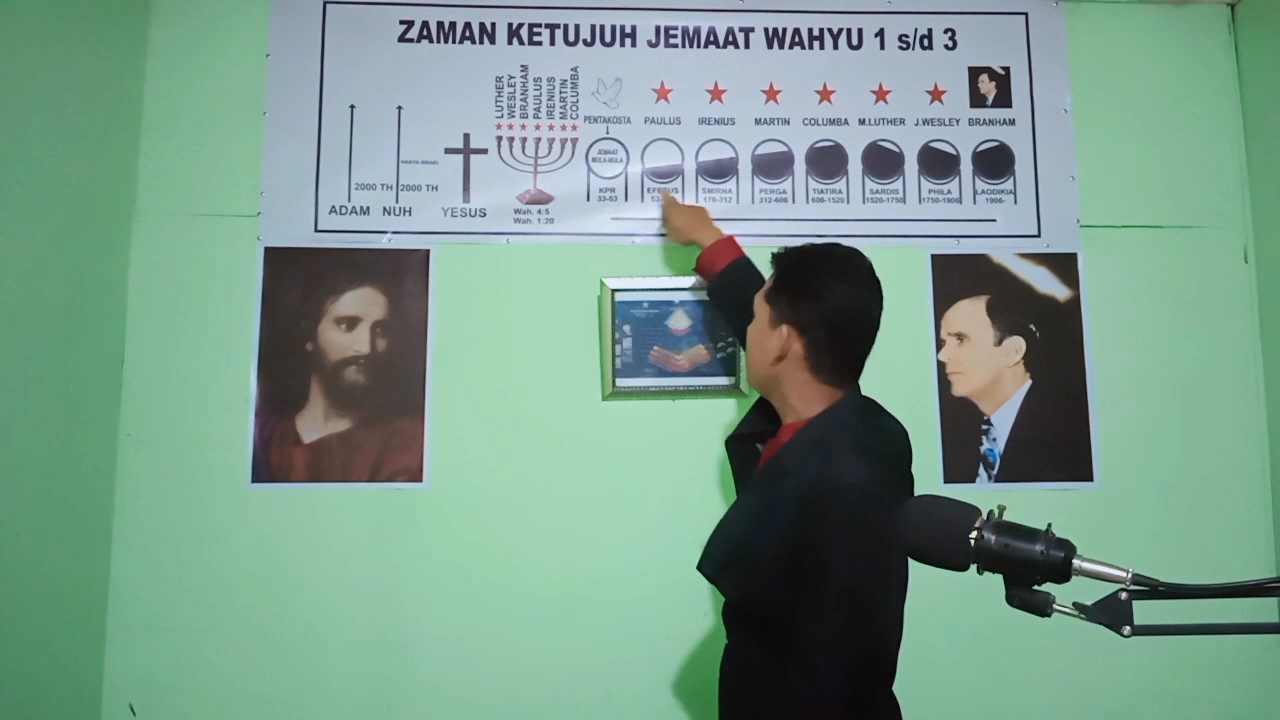 ZAMAN KETUJUH JEMAAT WAHYU 1 s/d 3
LUTHER
WESLEY
BRANHAM
PAULUS
IRENIUS
MARTIN
COLUMBA
PENTAKOSTA
PAULUS
IRENIUS
MARTIN
COLUMBA
M.LUTHER
J.WESLEY
BRANHAM
JEMAAT
MULA-MULA
2000 TH
2000 TH
KPR
33-53
EFESUS
SMIRNA
170-312
PERGA
312-606
TIATIRA
606-1520
SARDIS
1520-1750
PHILA
1750-1906
LAODIKIA
1906-
ADAM
NUH
YESUS
Wah. 4:5
Wah. 1:20